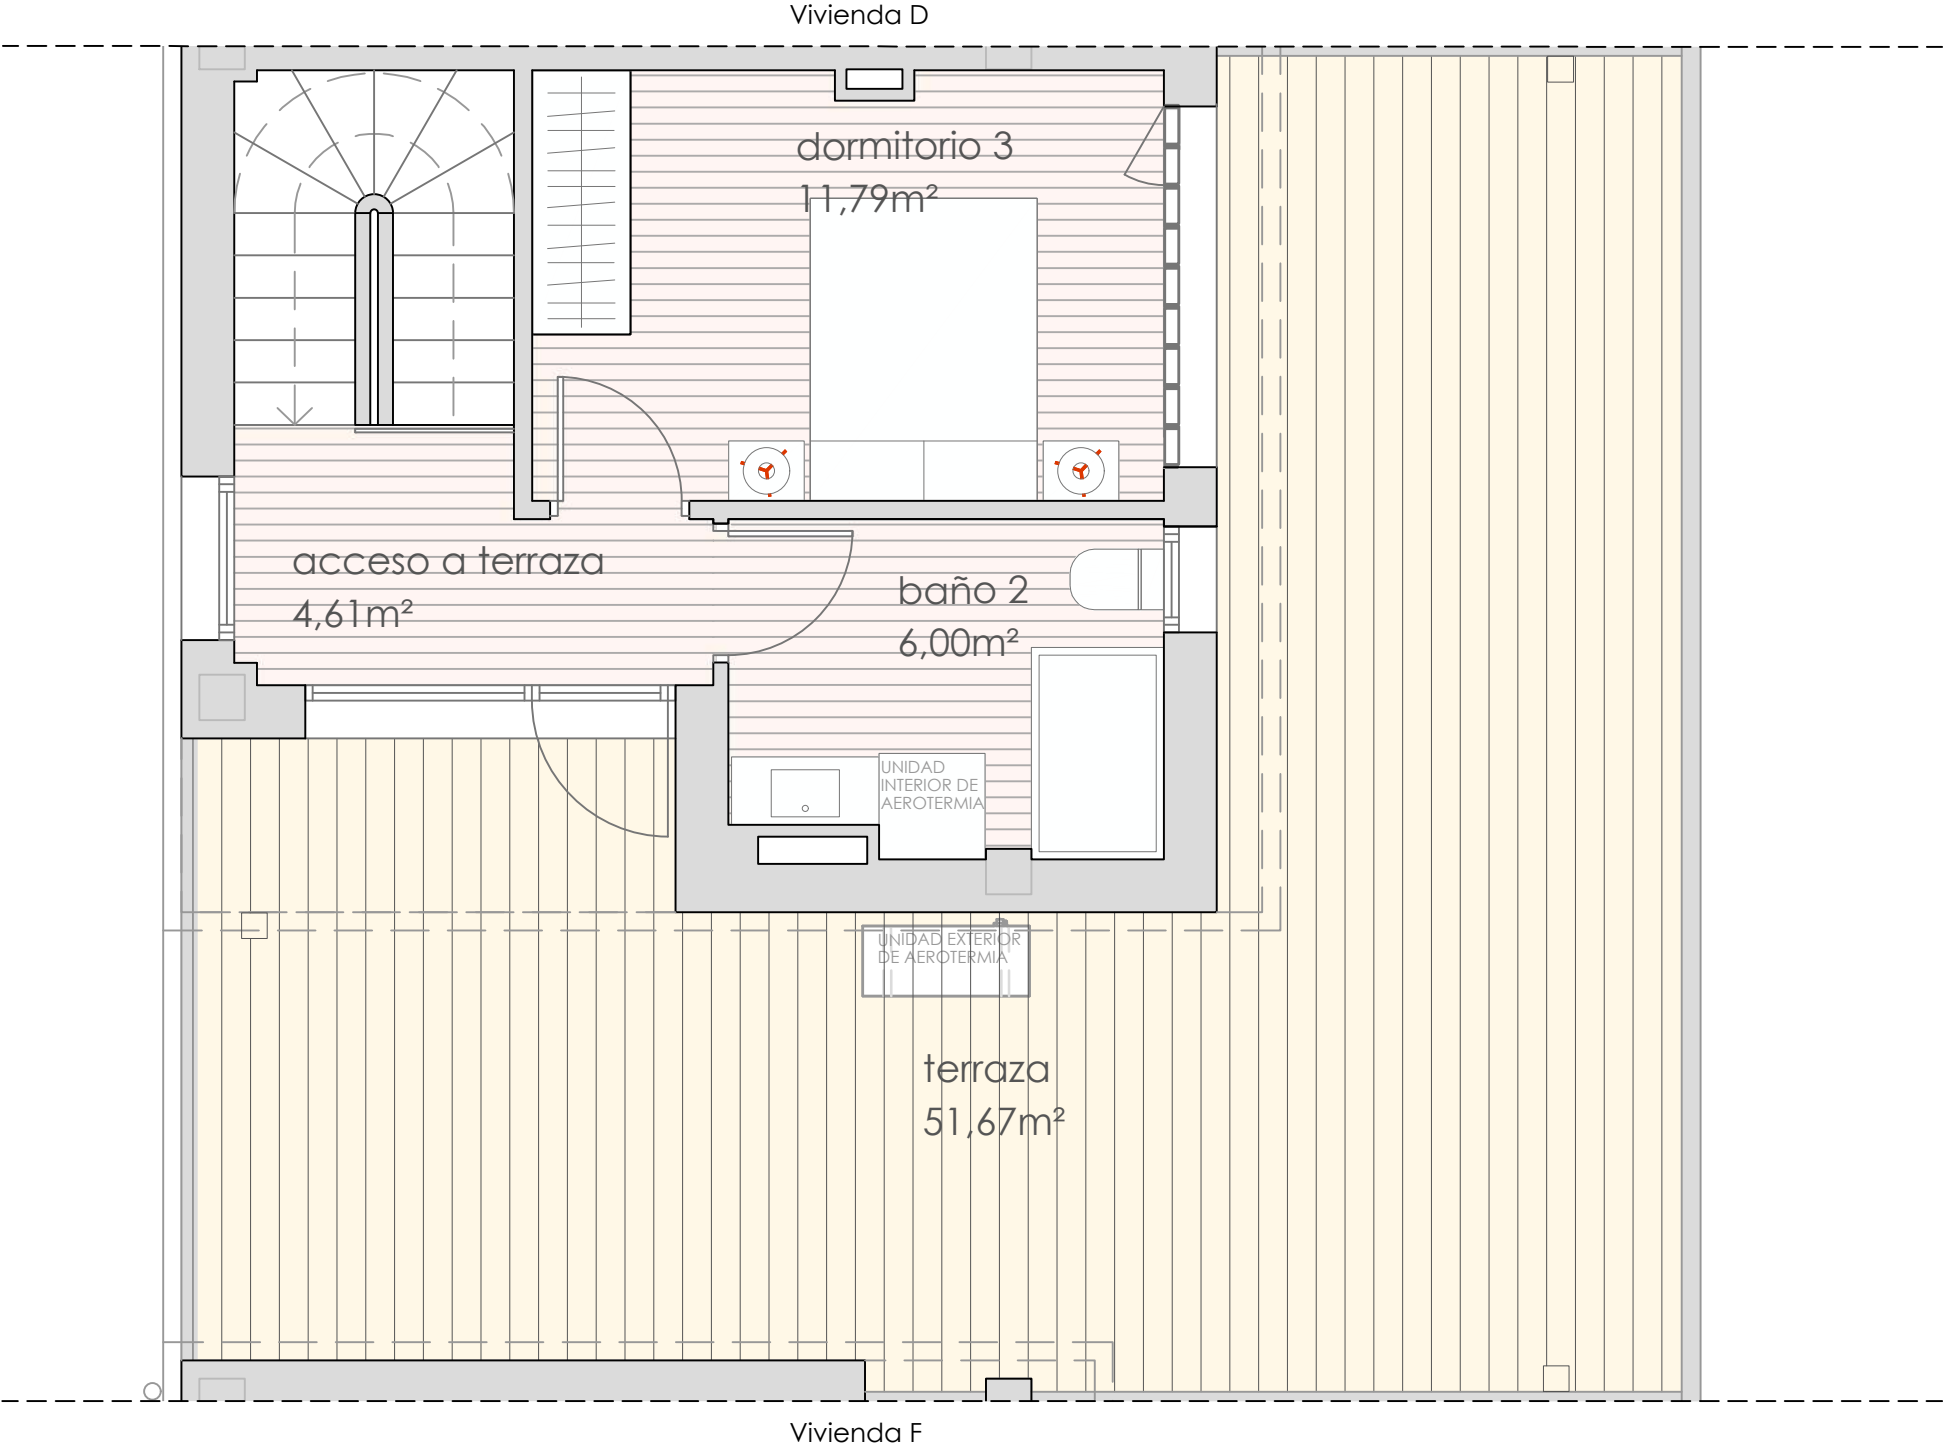 Vivienda D
dormitorio 3
11,79m²
acceso a terraza
4,61m²
baño 2
6,00m²
UNIDAD
INTERIOR DE
AEROTERMIA
UNIDAD EXTERIOR
DE AEROTERMIA
terraza
51,67m²
Vivienda F